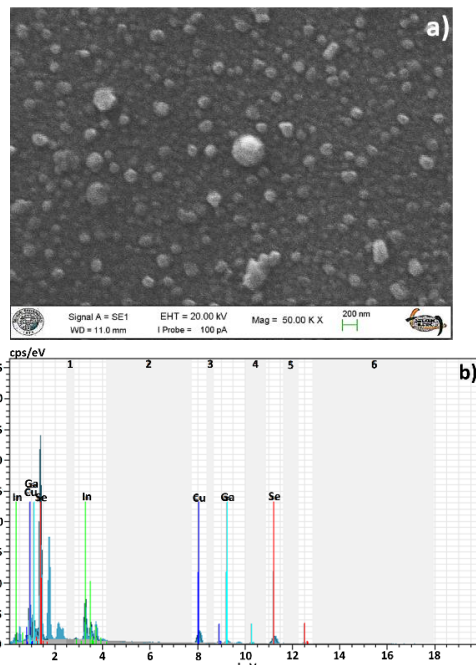 a)
Signal A = SE1 EHT = 20.00 kV Mag = 50.00 K X 200 nm
WD = 11.0 mm I Probe = 100 pA
cps/eV
b)
1 2 3 4 5 6
Ga
In Cu Se In Cu Ga Se
2 4 6 8 10 12 14 16 18